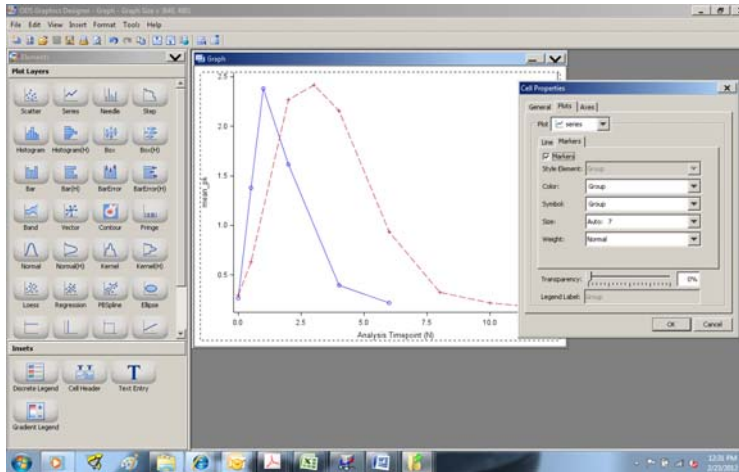 ODS Graphics Designer - Graph - Graph Size
File Edit View Insert Format Tools Help
Elements
Plot Layers
Scatter Series Needle Step
Histogram Histogram(H) Box Box(H)
Bar Bar(H) BarError BarError(H)
Band Vector Contour Fringe
Normal Normal(H) Kernel Kernel(H)
Loess Regression PBSpline Ellipse
Insets
Discrete Legend Cell Header Text Entry
Gradient Legend
Graph
mean_pk
2.5
2.0
1.5
1.0
0.5
0.0 2.5 5.0 7.5 10.0
Analysis Timepoint (N)
Cell Properties
General Plots Axes
Plot series
Line Markers
Markers
Style Element: Group
Color: Group
Symbol: Group
Size: Auto: 7
Weight: Normal
Transparency: 0%
Legend Label: Group
OK Cancel
12:31 PM